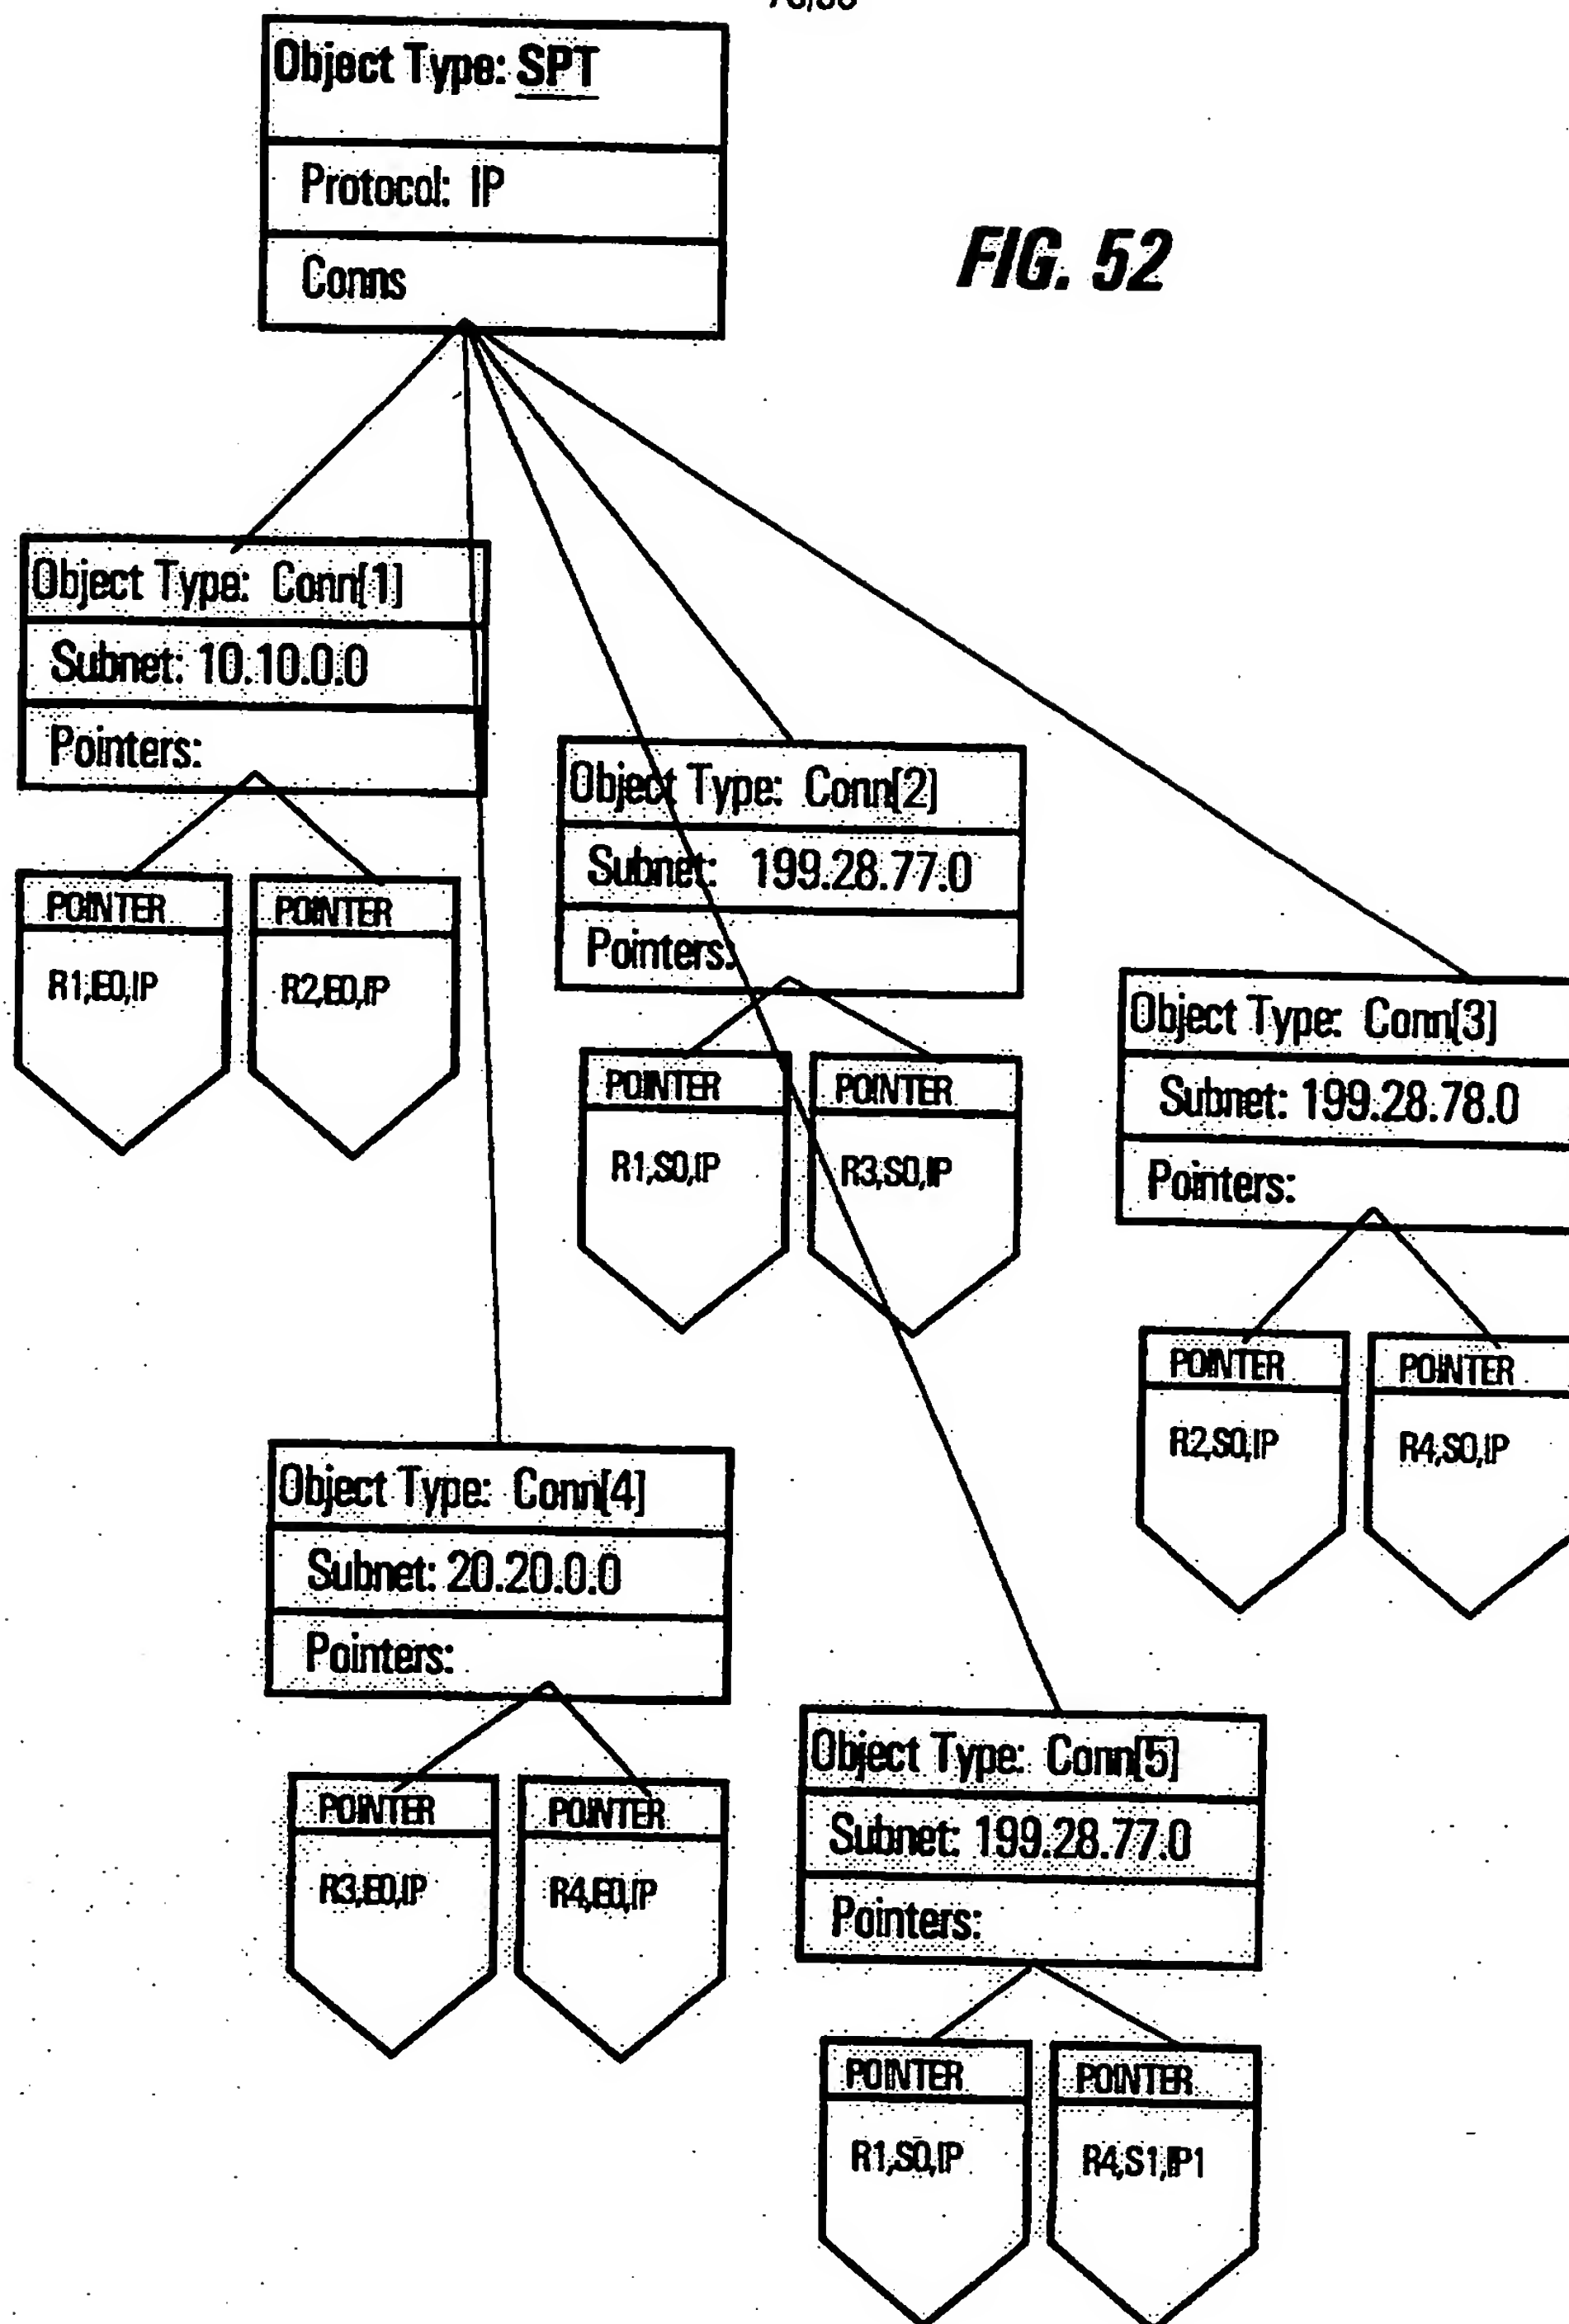 Object Type: SPT
Protocol: IP
Conns
FIG. 52
Object Type: Conn[1]
Subnet: 10.10.0.0
Pointers:
POINTER
R1,E0,IP
POINTER
R2,E0,IP
Object Type: Conn[2]
Subnet: 199.28.77.0
Pointers:
POINTER
R1,S0,IP
POINTER
R3,S0,IP
Object Type: Conn[3]
Subnet: 199.28.78.0
Pointers:
POINTER
R2,S0,IP
POINTER
R4,S0,IP
Object Type: Conn[4]
Subnet: 20.20.0.0
Pointers:
POINTER
R3,E0,IP
POINTER
R4,E0,IP
Object Type: Conn[5]
Subnet: 199.28.77.0
Pointers:
POINTER
R1,S0,IP
POINTER
R4,S1,IP1